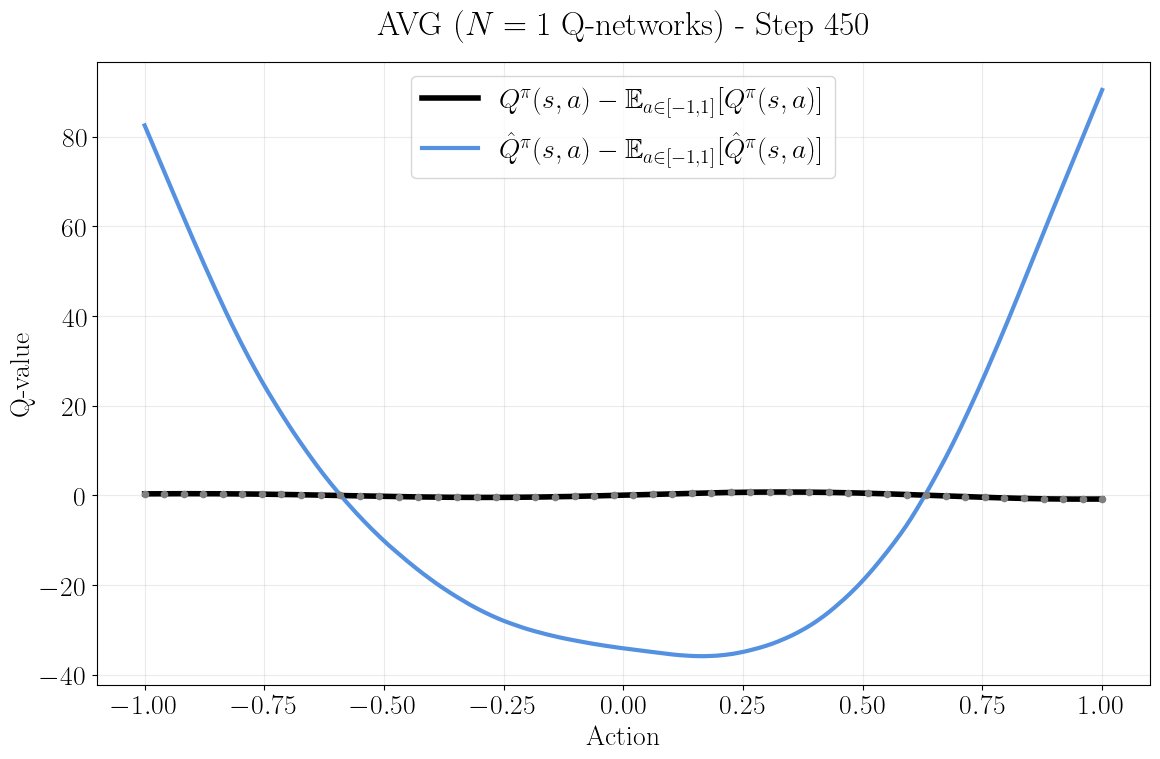 AVG (N = 1 Q-networks) - Step 450
Q^π(s, a) − 𝔼_{a∈[−1,1]}[Q^π(s, a)]
Q̂^π(s, a) − 𝔼_{a∈[−1,1]}[Q̂^π(s, a)]
Q-value
80
60
40
20
0
−20
−40
−1.00 −0.75 −0.50 −0.25 0.00 0.25 0.50 0.75 1.00
Action